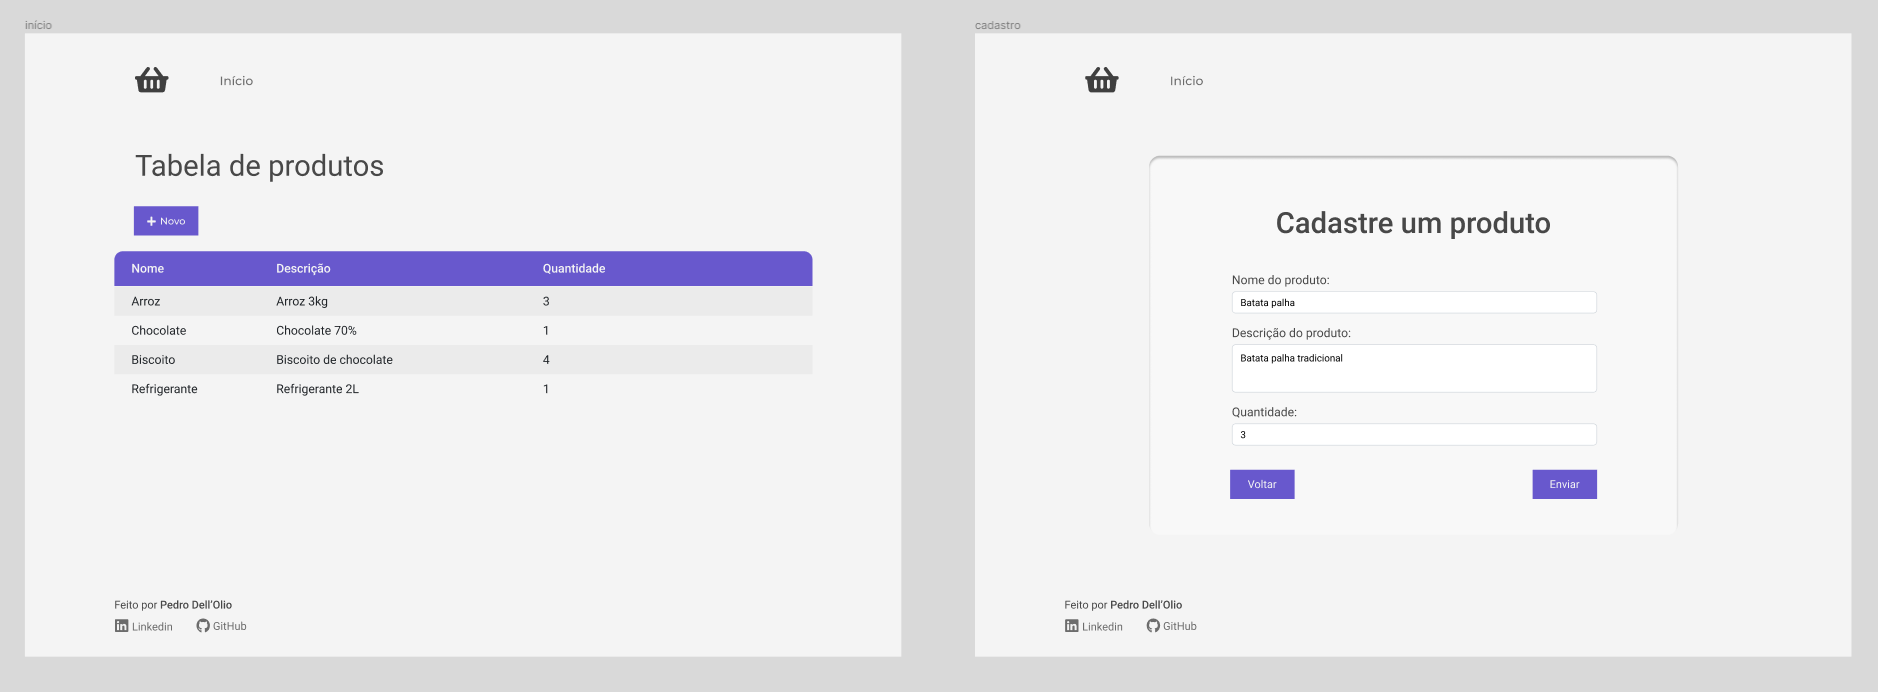 início
Início
Tabela de produtos
Novo
Nome Descrição Quantidade
Arroz Arroz 3kg 3
Chocolate Chocolate 70% 1
Biscoito Biscoito de chocolate 4
Refrigerante Refrigerante 2L 1
Feito por Pedro Dell'Olio
Linkedin GitHub
cadastro
Início
Cadastre um produto
Nome do produto:
Batata palha
Descrição do produto:
Batata palha tradicional
Quantidade:
3
Voltar Enviar
Feito por Pedro Dell'Olio
Linkedin GitHub